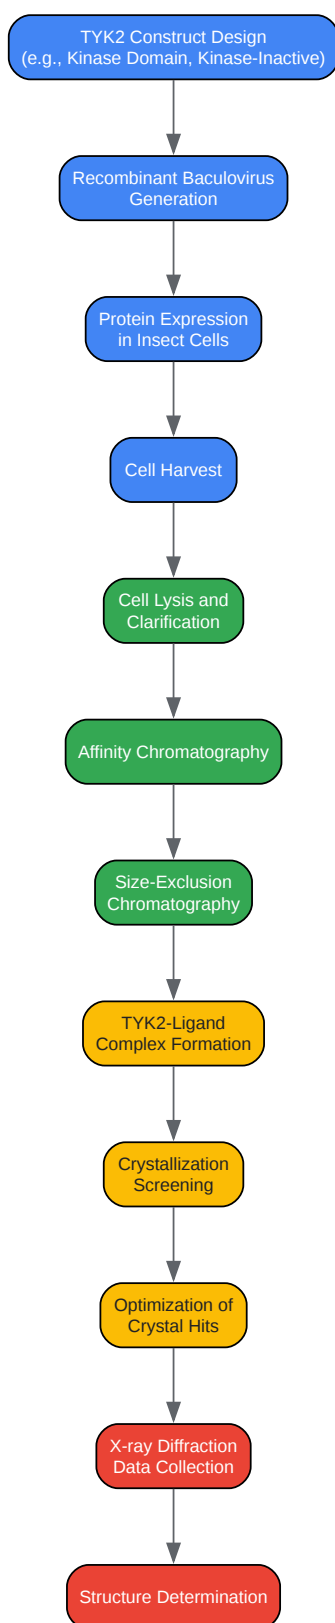 TYK2 Construct Design
(e.g., Kinase Domain, Kinase-Inactive)
Recombinant Baculovirus
Generation
Protein Expression
in Insect Cells
Cell Harvest
Cell Lysis and
Clarification
Affinity Chromatography
Size-Exclusion
Chromatography
TYK2-Ligand
Complex Formation
Crystallization
Screening
Optimization of
Crystal Hits
X-ray Diffraction
Data Collection
Structure Determination